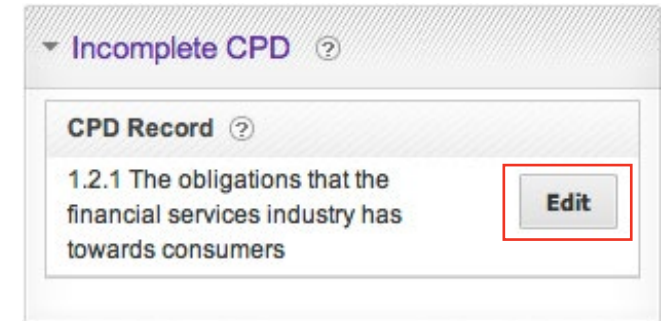 Incomplete CPD ?
CPD Record ?
1.2.1 The obligations that the
financial services industry has
towards consumers
Edit